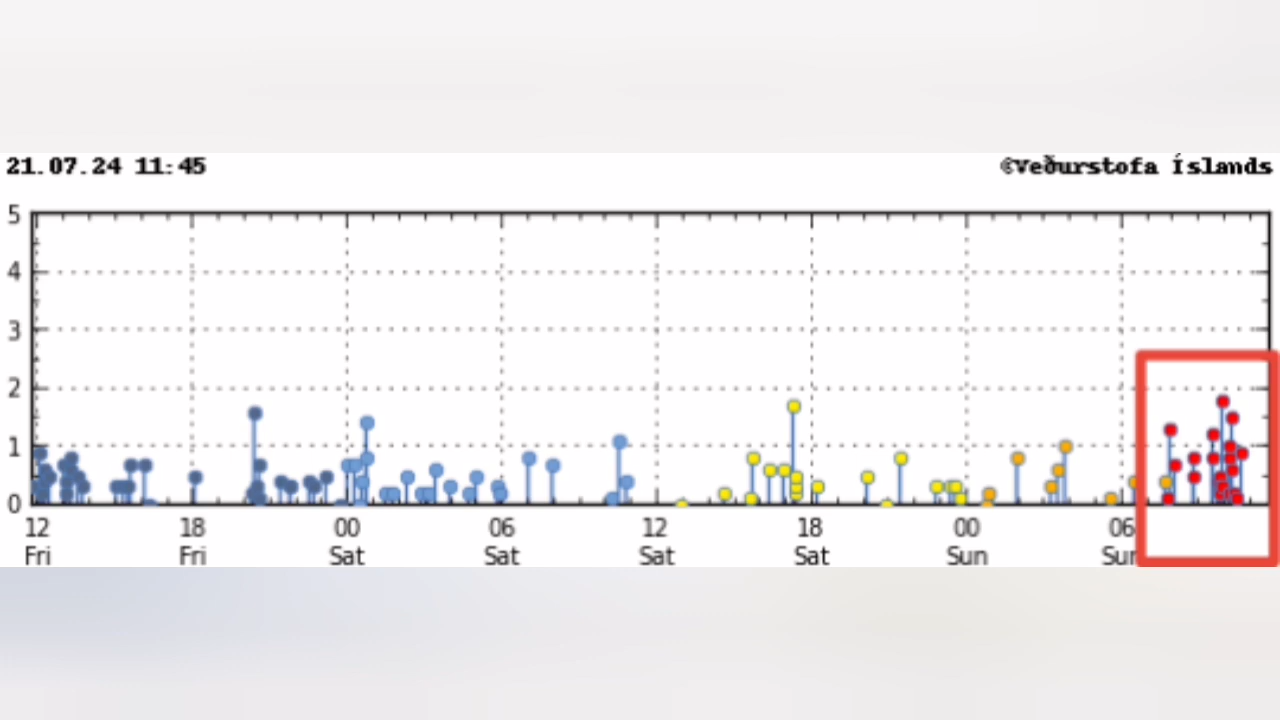 21.07.24 11:45 ©Veðurstofa Íslands
5
4
3
2
1
0
12 18 00 06 12 18 00 06
Fri Fri Sat Sat Sat Sat Sun Sun